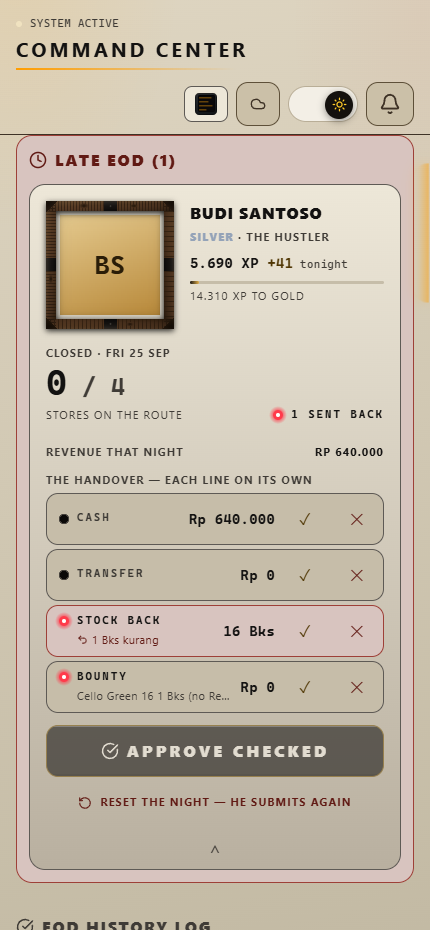 SYSTEM ACTIVE
COMMAND CENTER
LATE EOD (1)
BS
BUDI SANTOSO
SILVER · THE HUSTLER
5.690 XP +41 tonight
14.310 XP TO GOLD
CLOSED · FRI 25 SEP
0 / 4
STORES ON THE ROUTE
1 SENT BACK
REVENUE THAT NIGHT
RP 640.000
THE HANDOVER — EACH LINE ON ITS OWN
CASH Rp 640.000 ✓ ✕
TRANSFER Rp 0 ✓ ✕
STOCK BACK 16 Bks ✓ ✕
1 Bks kurang
BOUNTY Rp 0 ✓ ✕
Cello Green 16 1 Bks (no Re...
APPROVE CHECKED
RESET THE NIGHT — HE SUBMITS AGAIN
EOD HISTORY LOG